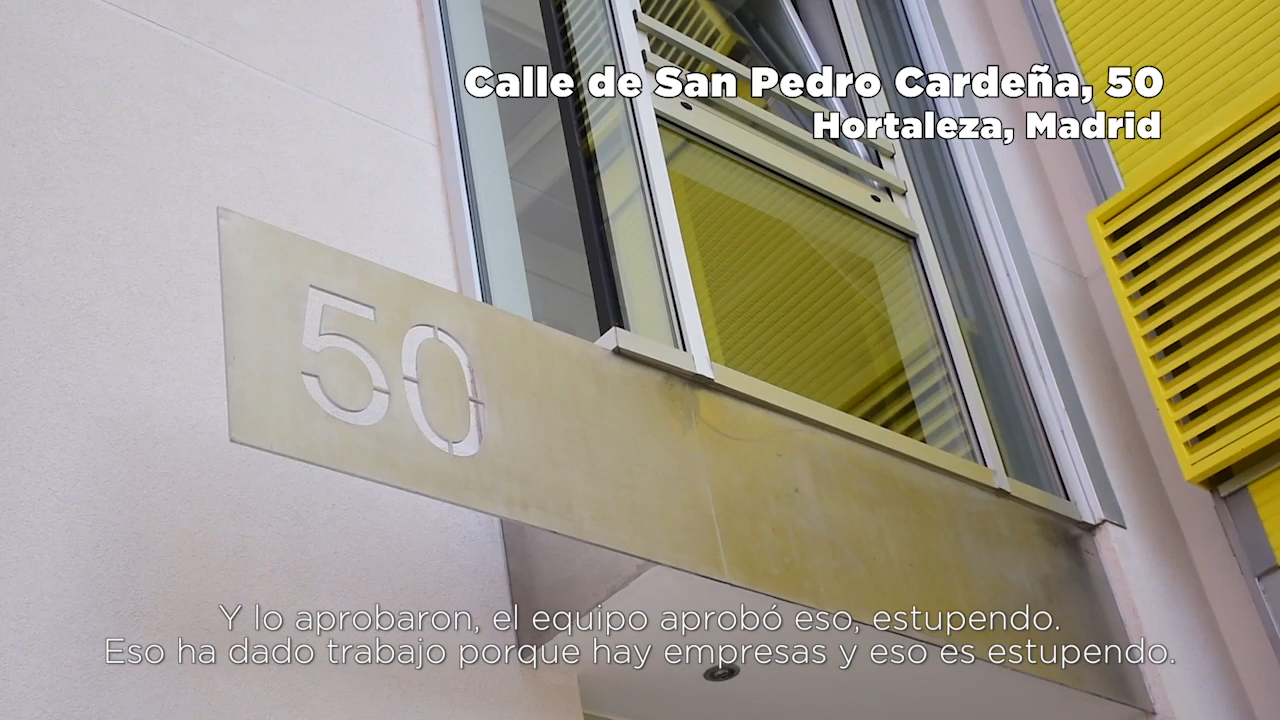 Calle de San Pedro Cardeña, 50
Hortaleza, Madrid
50
Y lo aprobaron, el equipo aprobó eso, estupendo.
Eso ha dado trabajo porque hay empresas y eso es estupendo.